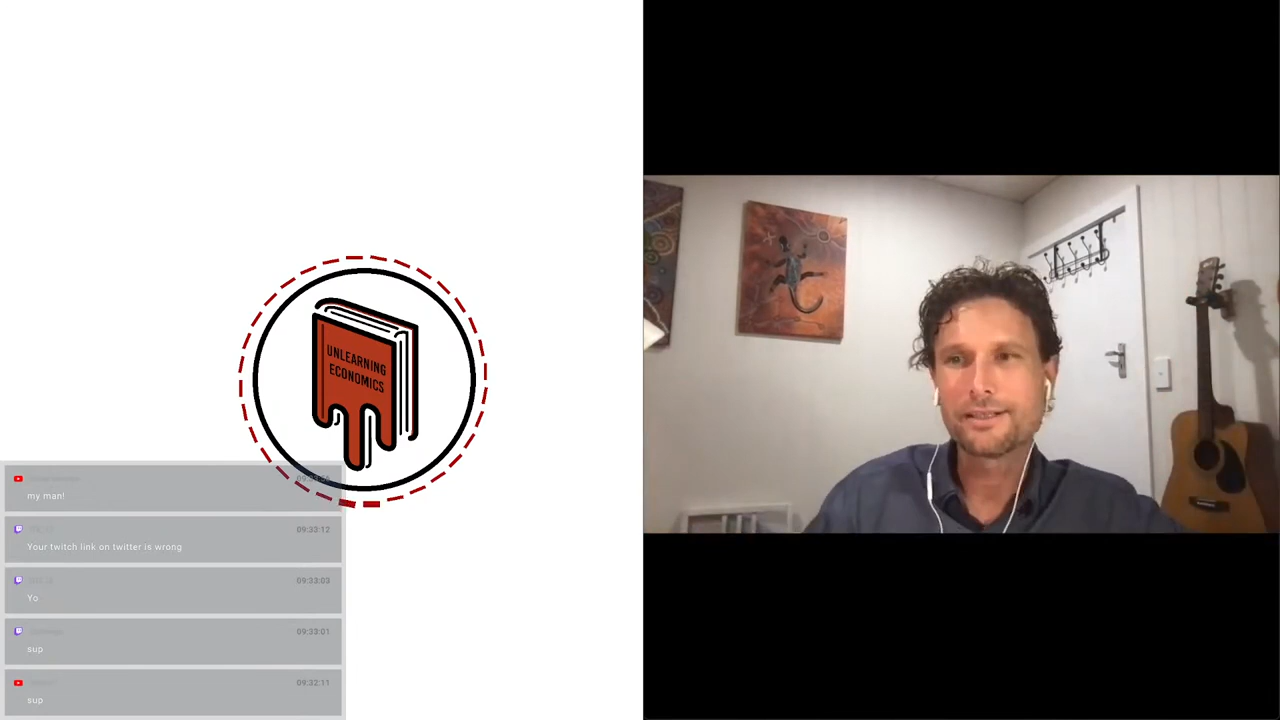 UNLEARNING
ECONOMICS
my man!
09:32:12
Your twitch link on twitter is wrong
09:33:03
Yo
09:33:01
sup
09:32:11
sup